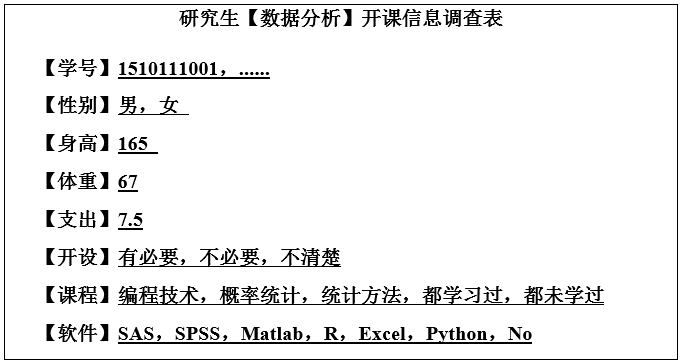 研究生【数据分析】开课信息调查表
【学号】1510111001，......
【性别】男，女
【身高】165
【体重】67
【支出】7.5
【开设】有必要，不必要，不清楚
【课程】编程技术，概率统计，统计方法，都学习过，都未学过
【软件】SAS，SPSS，Matlab，R，Excel，Python，No